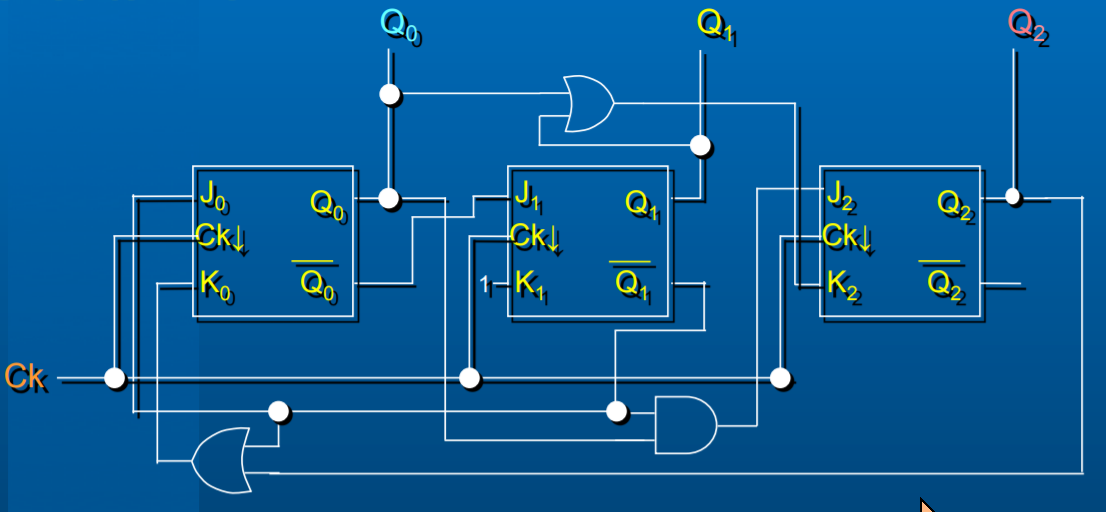 Q₀ Q₁ Q₂
J₀ Q₀ J₁ Q₁ J₂ Q₂
Ck↓ Ck↓ Ck↓
K₀ Q̅₀ 1 K₁ Q̅₁ K₂ Q̅₂
Ck